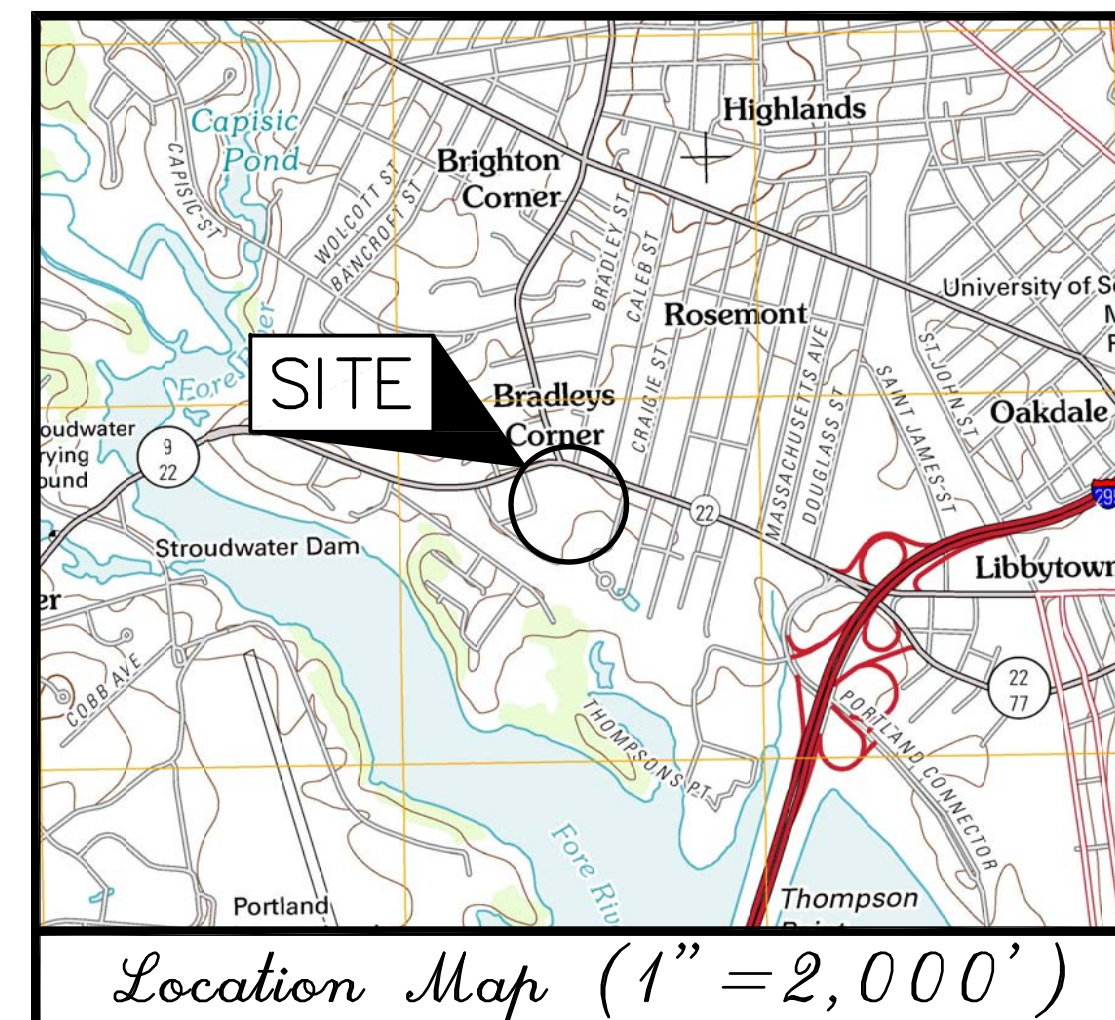 Highlands
Capisic
Pond
Brighton
Corner
CAPISIC ST
WOLCOTT ST
BANCROFT ST
BRADLEY ST
CALEB ST
University of S
Rosemont
Fore
er
SITE
ST JOHN ST
MASSACHUSETTS AVE
DOUGLASS ST
CRAIGIE ST
SAINT JAMES ST
Bradleys
Corner
Oakdale
oudwater
rying
ound
9
22
22
295
Stroudwater Dam
Libbytown
er
COBB AVE
22
77
THOMPSONS PT
PORTLAND CONNECTOR
Fore Riv
Portland
Thompson
Location Map (1" =2,000')